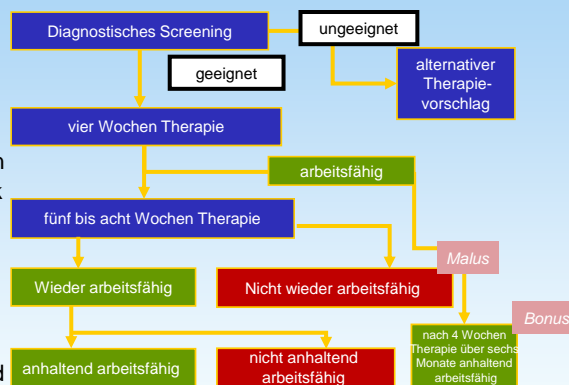 Diagnostisches Screening
ungeeignet
geeignet
alternativer
Therapie-
vorschlag
vier Wochen Therapie
arbeitsfähig
fünf bis acht Wochen Therapie
Malus
Wieder arbeitsfähig
Nicht wieder arbeitsfähig
Bonus
nach 4 Wochen
Therapie über sechs
Monate anhaltend
arbeitsfähig
anhaltend arbeitsfähig
nicht anhaltend
arbeitsfähig